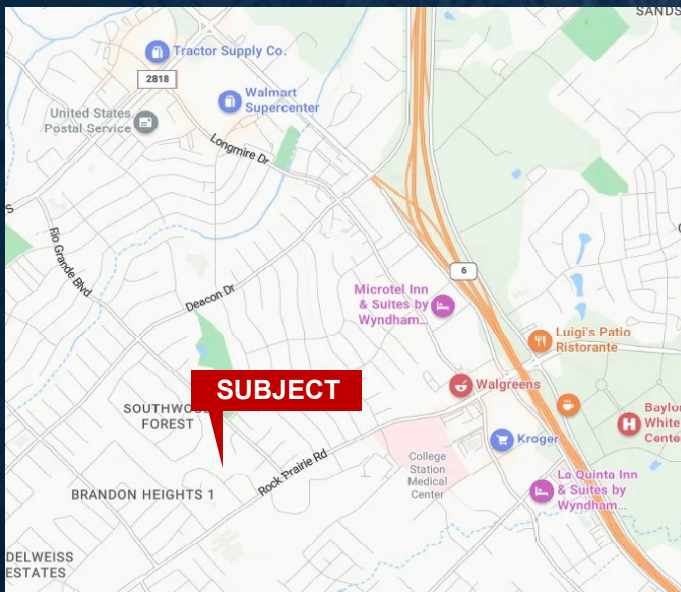 SANDS
Tractor Supply Co.
2818
Walmart
Supercenter
United States
Postal Service
Longmire Dr
S
Rio Grande Blvd
6
Deacon Dr
Microtel Inn
& Suites by
Wyndham...
Luigi's Patio
Ristorante
SUBJECT
Walgreens
SOUTHWOOD
FOREST
Baylor
White
Center
Kroger
Rock Prairie Rd
College
Station
Medical
Center
La Quinta Inn
& Suites by
Wyndham...
BRANDON HEIGHTS 1
DELWEISS
ESTATES